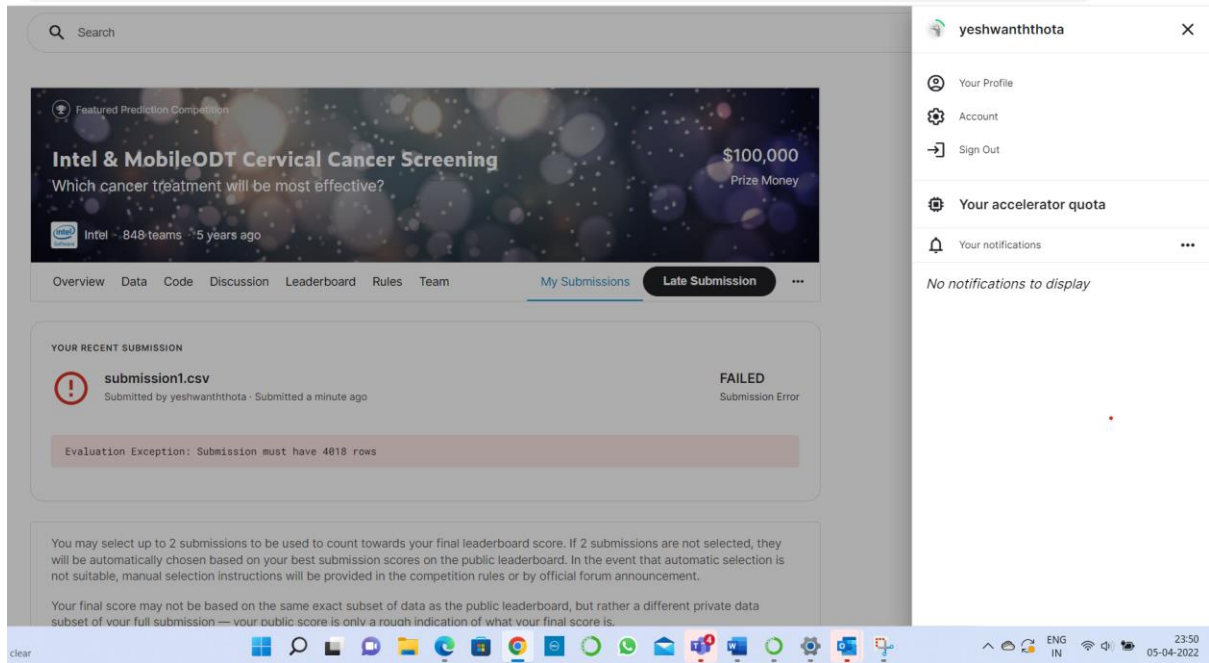 Search
Featured Prediction Competition
Intel & MobileODT Cervical Cancer Screening
$100,000
Which cancer treatment will be most effective?
Prize Money
intel
Software
Intel · 848 teams · 5 years ago
Overview Data Code Discussion Leaderboard Rules Team My Submissions Late Submission
YOUR RECENT SUBMISSION
submission1.csv
FAILED
Submitted by yeshwanththota · Submitted a minute ago
Submission Error
Evaluation Exception: Submission must have 4018 rows
You may select up to 2 submissions to be used to count towards your final leaderboard score. If 2 submissions are not selected, they
will be automatically chosen based on your best submission scores on the public leaderboard. In the event that automatic selection is
not suitable, manual selection instructions will be provided in the competition rules or by official forum announcement.
Your final score may not be based on the same exact subset of data as the public leaderboard, but rather a different private data
subset of your full submission — your public score is only a rough indication of what your final score is.
yeshwanththota
Your Profile
Account
Sign Out
Your accelerator quota
Your notifications
No notifications to display
clear
ENG
IN
23:50
05-04-2022